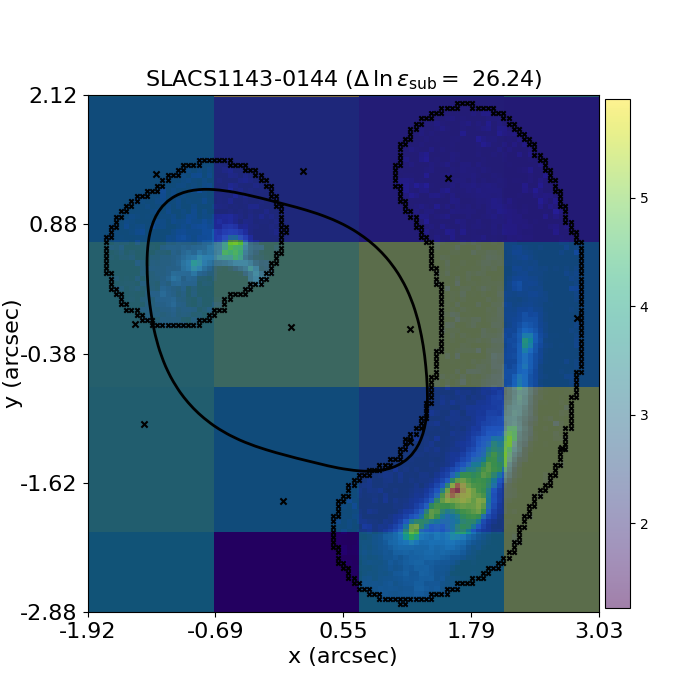 SLACS1143-0144 (Δ ln ε_sub = 26.24)
2.12
0.88
-0.38
-1.62
-2.88
y (arcsec)
-1.92 -0.69 0.55 1.79 3.03
x (arcsec)
5
4
3
2